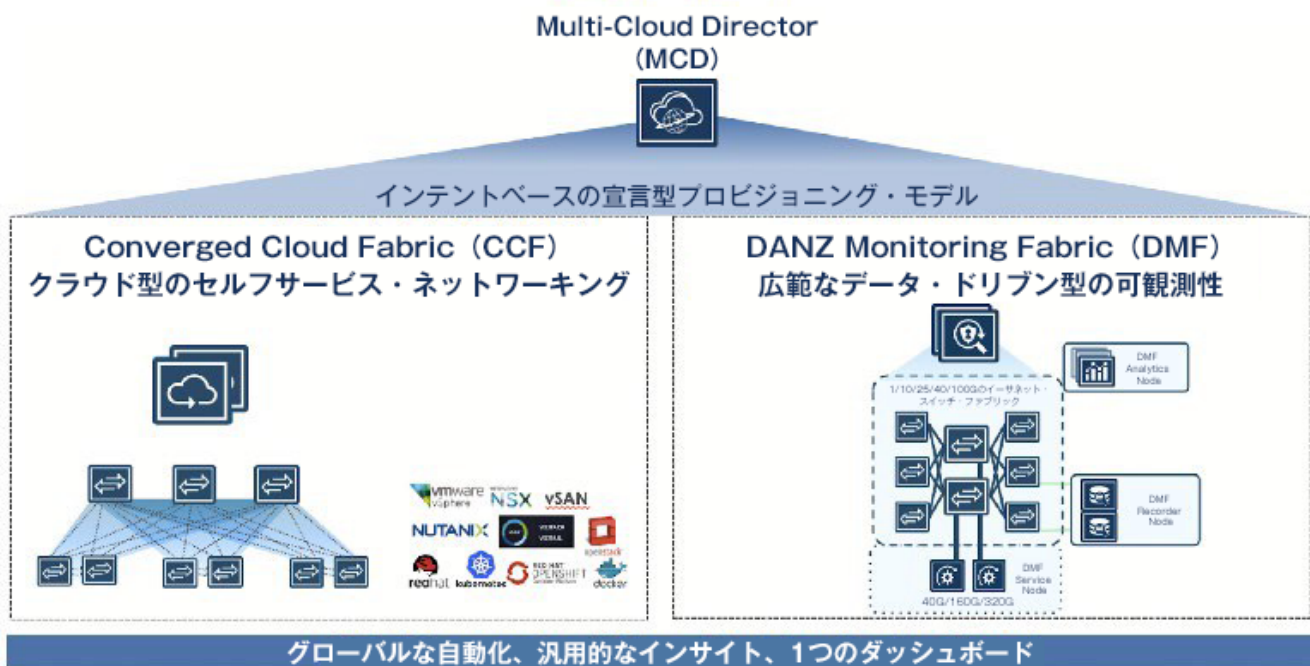 Multi-Cloud Director
(MCD)
インテントベースの宣言型プロビジョニング・モデル
Converged Cloud Fabric（CCF）
クラウド型のセルフサービス・ネットワーキング
vmware
vSphere
NSX
vSAN
NUTANIX
openstack
redhat
kubernetes
RED HAT
OPENSHIFT
docker
DANZ Monitoring Fabric（DMF）
広範なデータ・ドリブン型の可観測性
DMF
Analytics
Node
1/10/25/40/100Gのイーサネット・
スイッチ・ファブリック
DMF
Recorder
Node
DMF
Service
Node
40G/160G/320G
グローバルな自動化、汎用的なインサイト、1つのダッシュボード